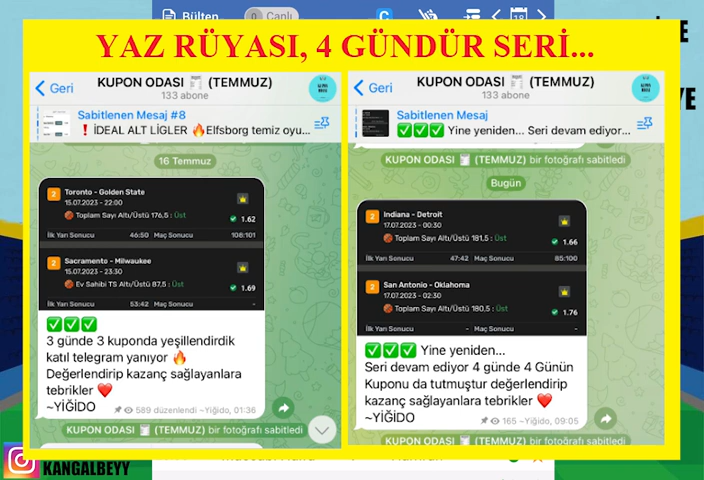 Bülten
0 Canlı
YAZ RÜYASI, 4 GÜNDÜR SERİ...
Geri
KUPON ODASI (TEMMUZ)
133 abone
Sabitlenen Mesaj #8
❗ İDEAL ALT LİGLER 🔥Elfsborg temiz oyu...
16 Temmuz
2
Toronto - Golden State
15.07.2023 - 22:00
🏀 Toplam Sayı Altı/Üstü 176,5 : Üst
1.62
İlk Yarı Sonucu 46:50 Maç Sonucu 108:101
2
Sacramento - Milwaukee
15.07.2023 - 23:30
🏀 Ev Sahibi TS Altı/Üstü 87,5 : Üst
1.69
İlk Yarı Sonucu 53:42 Maç Sonucu -
✅✅✅
3 günde 3 kuponda yeşillendirdik
katıl telegram yanıyor 🔥
Değerlendirip kazanç sağlayanlara
tebrikler ❤️
~YİĞİDO
589 düzenlendi ~Yiğido, 01:36
KUPON ODASI (TEMMUZ) bir fotoğrafı sabitledi
Geri
KUPON ODASI (TEMMUZ)
133 abone
Sabitlenen Mesaj
✅✅✅ Yine yeniden... Seri devam ediyor...
KUPON ODASI (TEMMUZ) bir fotoğrafı sabitledi
Bugün
2
Indiana - Detroit
17.07.2023 - 00:30
🏀 Toplam Sayı Altı/Üstü 181,5 : Üst
1.66
İlk Yarı Sonucu 47:42 Maç Sonucu 85:100
2
San Antonio - Oklahoma
17.07.2023 - 02:30
🏀 Toplam Sayı Altı/Üstü 180,5 : Üst
1.76
İlk Yarı Sonucu - Maç Sonucu -
✅✅✅ Yine yeniden...
Seri devam ediyor 4 günde 4 Günün
Kuponu da tutmuştur değerlendirip
kazanç sağlayanlara tebrikler ❤️
~YİĞİDO
165 ~Yiğido, 09:05
KUPON ODASI (TEMMUZ) bir fotoğrafı sabitledi
KANGALBEYY